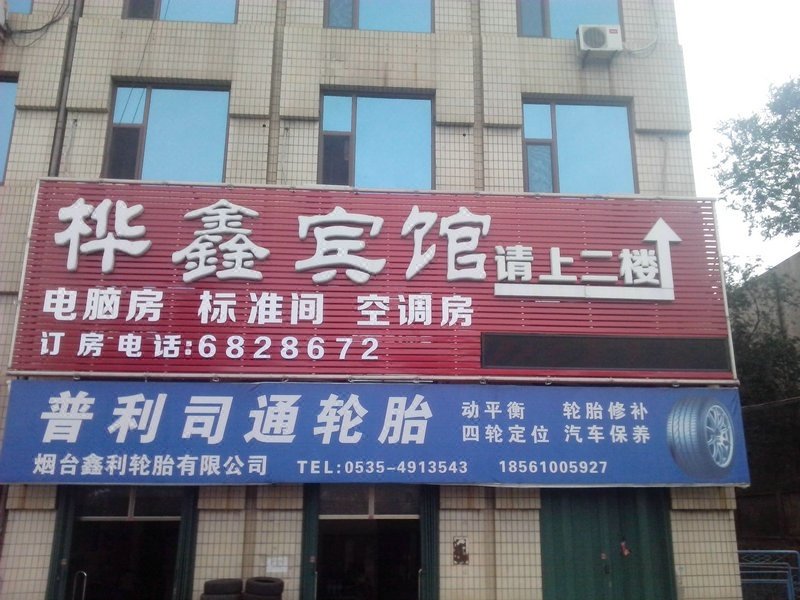 桦鑫宾馆 请上二楼
电脑房 标准间 空调房
订房电话:6828672
普利司通轮胎
动平衡 轮胎修补
四轮定位 汽车保养
烟台鑫利轮胎有限公司 TEL:0535-4913543 18561005927